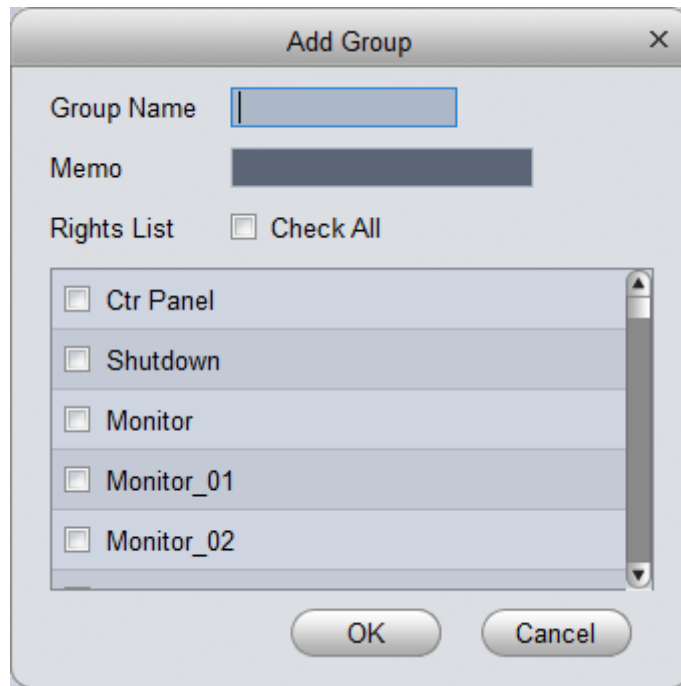 Add Group
Group Name
Memo
Rights List Check All
Ctr Panel
Shutdown
Monitor
Monitor_01
Monitor_02
OK Cancel